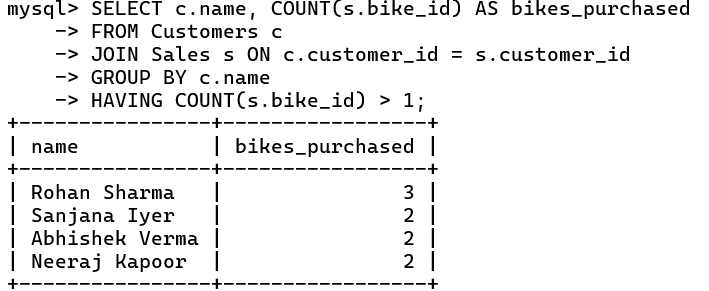 mysql> SELECT c.name, COUNT(s.bike_id) AS bikes_purchased
    -> FROM Customers c
    -> JOIN Sales s ON c.customer_id = s.customer_id
    -> GROUP BY c.name
    -> HAVING COUNT(s.bike_id) > 1;
+----------------+-----------------+
| name           | bikes_purchased |
+----------------+-----------------+
| Rohan Sharma   |               3 |
| Sanjana Iyer   |               2 |
| Abhishek Verma |               2 |
| Neeraj Kapoor  |               2 |
+----------------+-----------------+